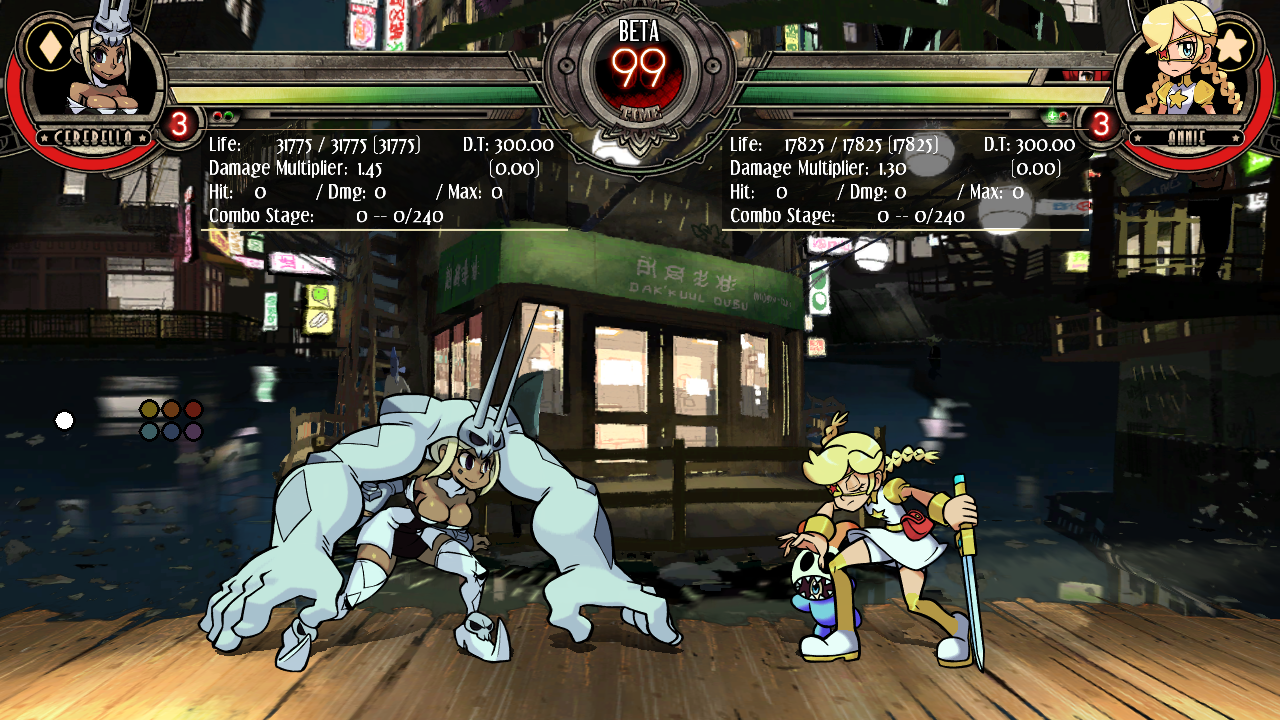 BETA
99
TIME
CEREBELLA
3
3
ANNIE
Life: 31775 / 31775 (31775) D.T: 300.00
Damage Multiplier: 1.45 (0.00)
Hit: 0 / Dmg: 0 / Max: 0
Combo Stage: 0 -- 0/240
Life: 17825 / 17825 (17825) D.T: 300.00
Damage Multiplier: 1.30 (0.00)
Hit: 0 / Dmg: 0 / Max: 0
Combo Stage: 0 -- 0/240
DAK'KUUL DUBU